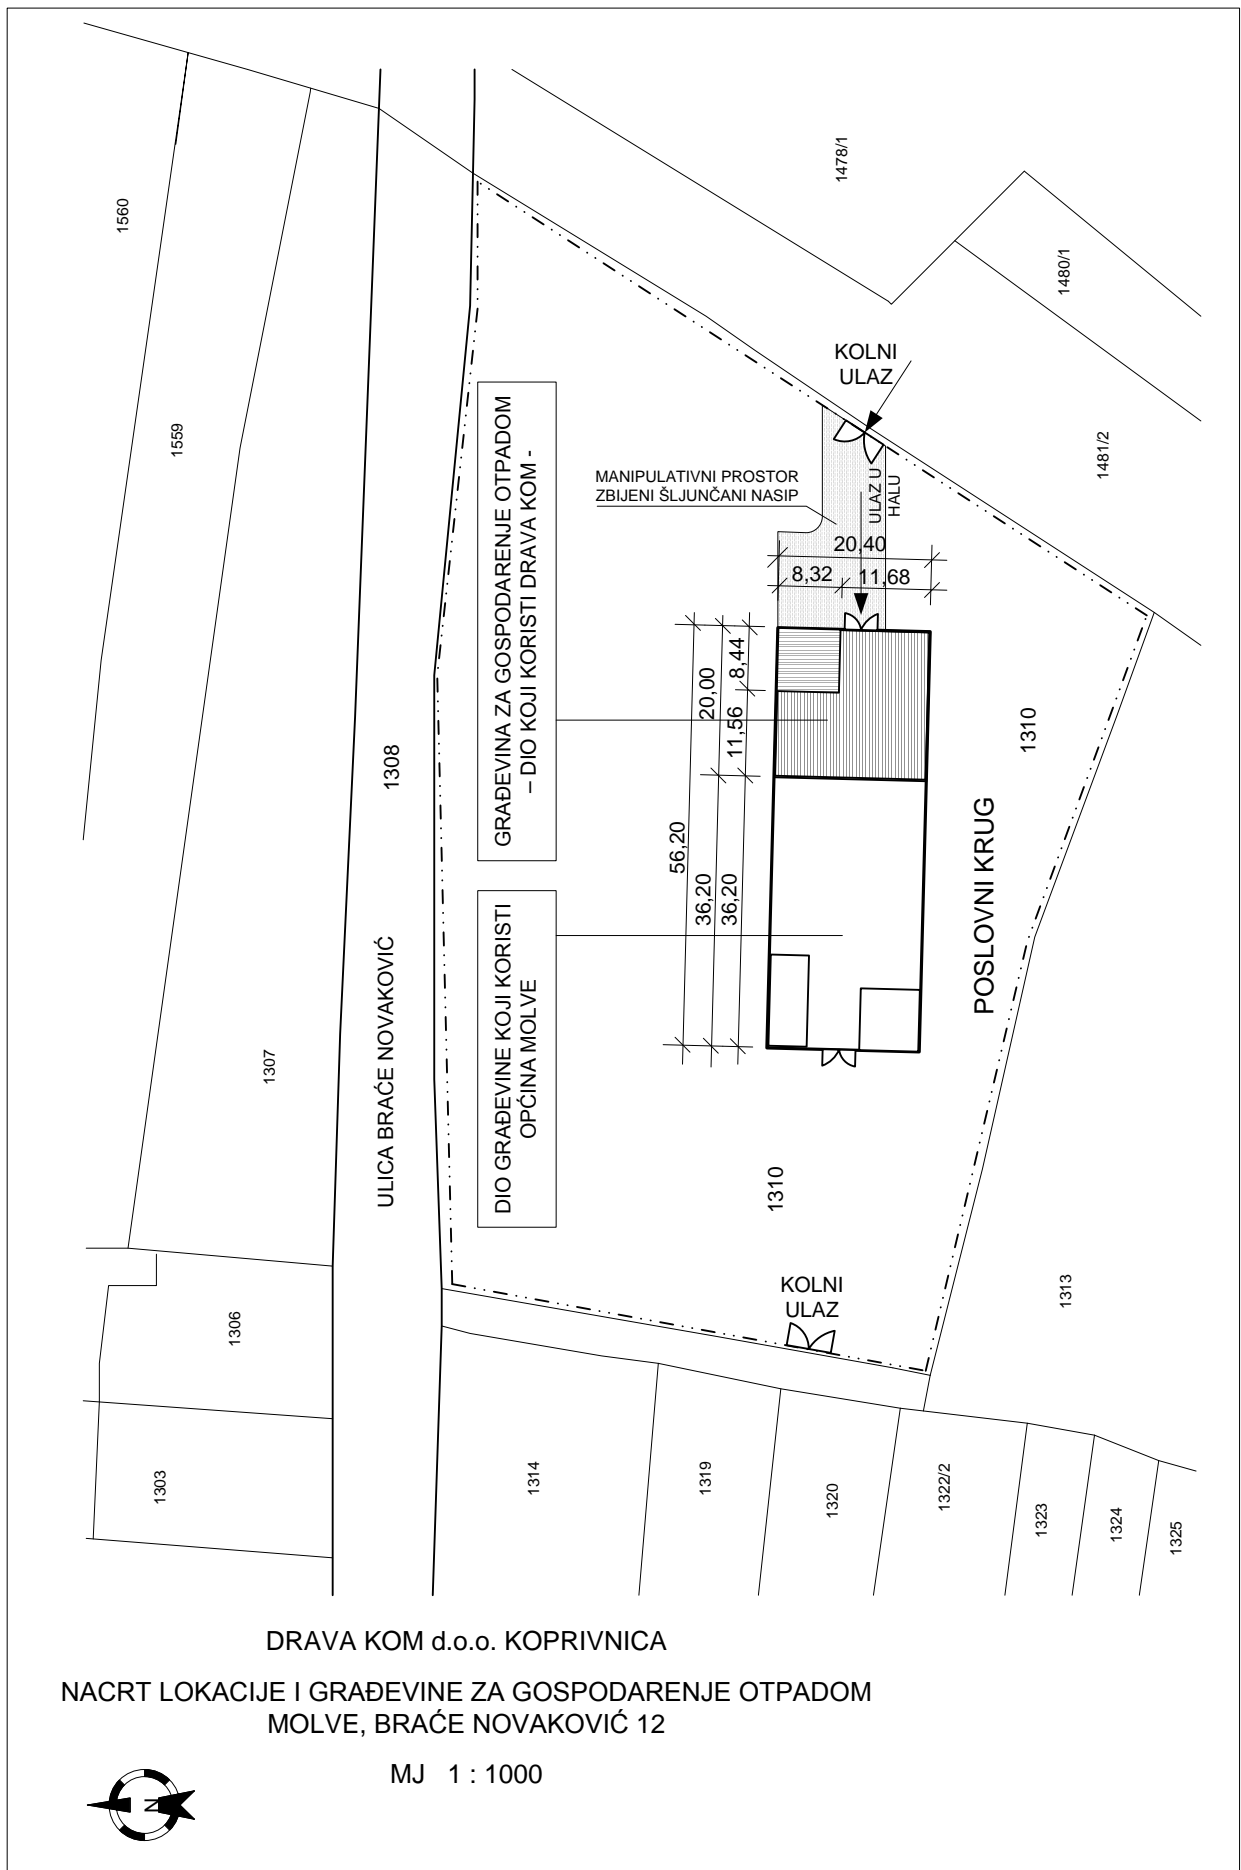 1560
1559
1478/1
1480/1
1481/2
KOLNI
ULAZ
MANIPULATIVNI PROSTOR
ZBIJENI ŠLJUNČANI NASIP
ULAZ U
HALU
20,40
8,32
11,68
GRAĐEVINA ZA GOSPODARENJE OTPADOM
– DIO KOJI KORISTI DRAVA KOM -
8,44
20,00
11,56
56,20
36,20
36,20
1308
1310
POSLOVNI KRUG
DIO GRAĐEVINE KOJI KORISTI
OPĆINA MOLVE
ULICA BRAĆE NOVAKOVIĆ
1307
1310
KOLNI
ULAZ
1313
1306
1303
1314
1319
1320
1322/2
1323
1324
1325
DRAVA KOM d.o.o. KOPRIVNICA
NACRT LOKACIJE I GRAĐEVINE ZA GOSPODARENJE OTPADOM
MOLVE, BRAĆE NOVAKOVIĆ 12
MJ 1 : 1000
N